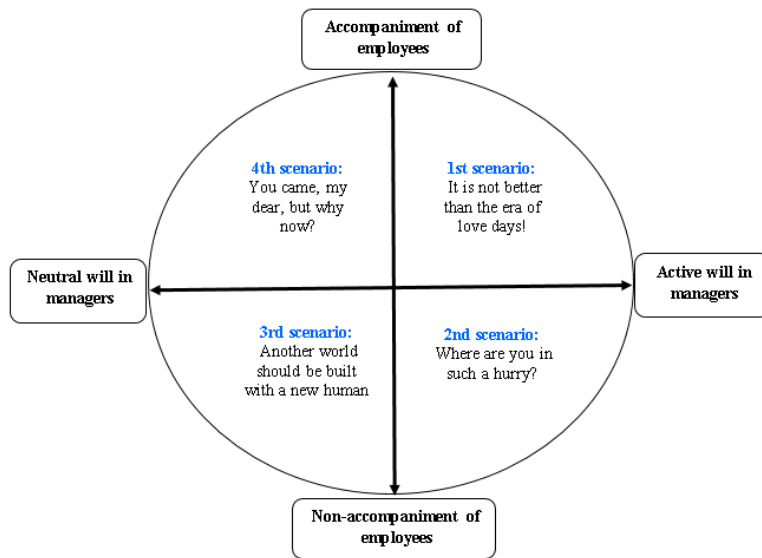 Accompaniment of
employees
4th scenario:
You came, my
dear, but why
now?
1st scenario:
It is not better
than the era of
love days!
Neutral will in
managers
Active will in
managers
3rd scenario:
Another world
should be built
with a new human
2nd scenario:
Where are you in
such a hurry?
Non-accompaniment of
employees